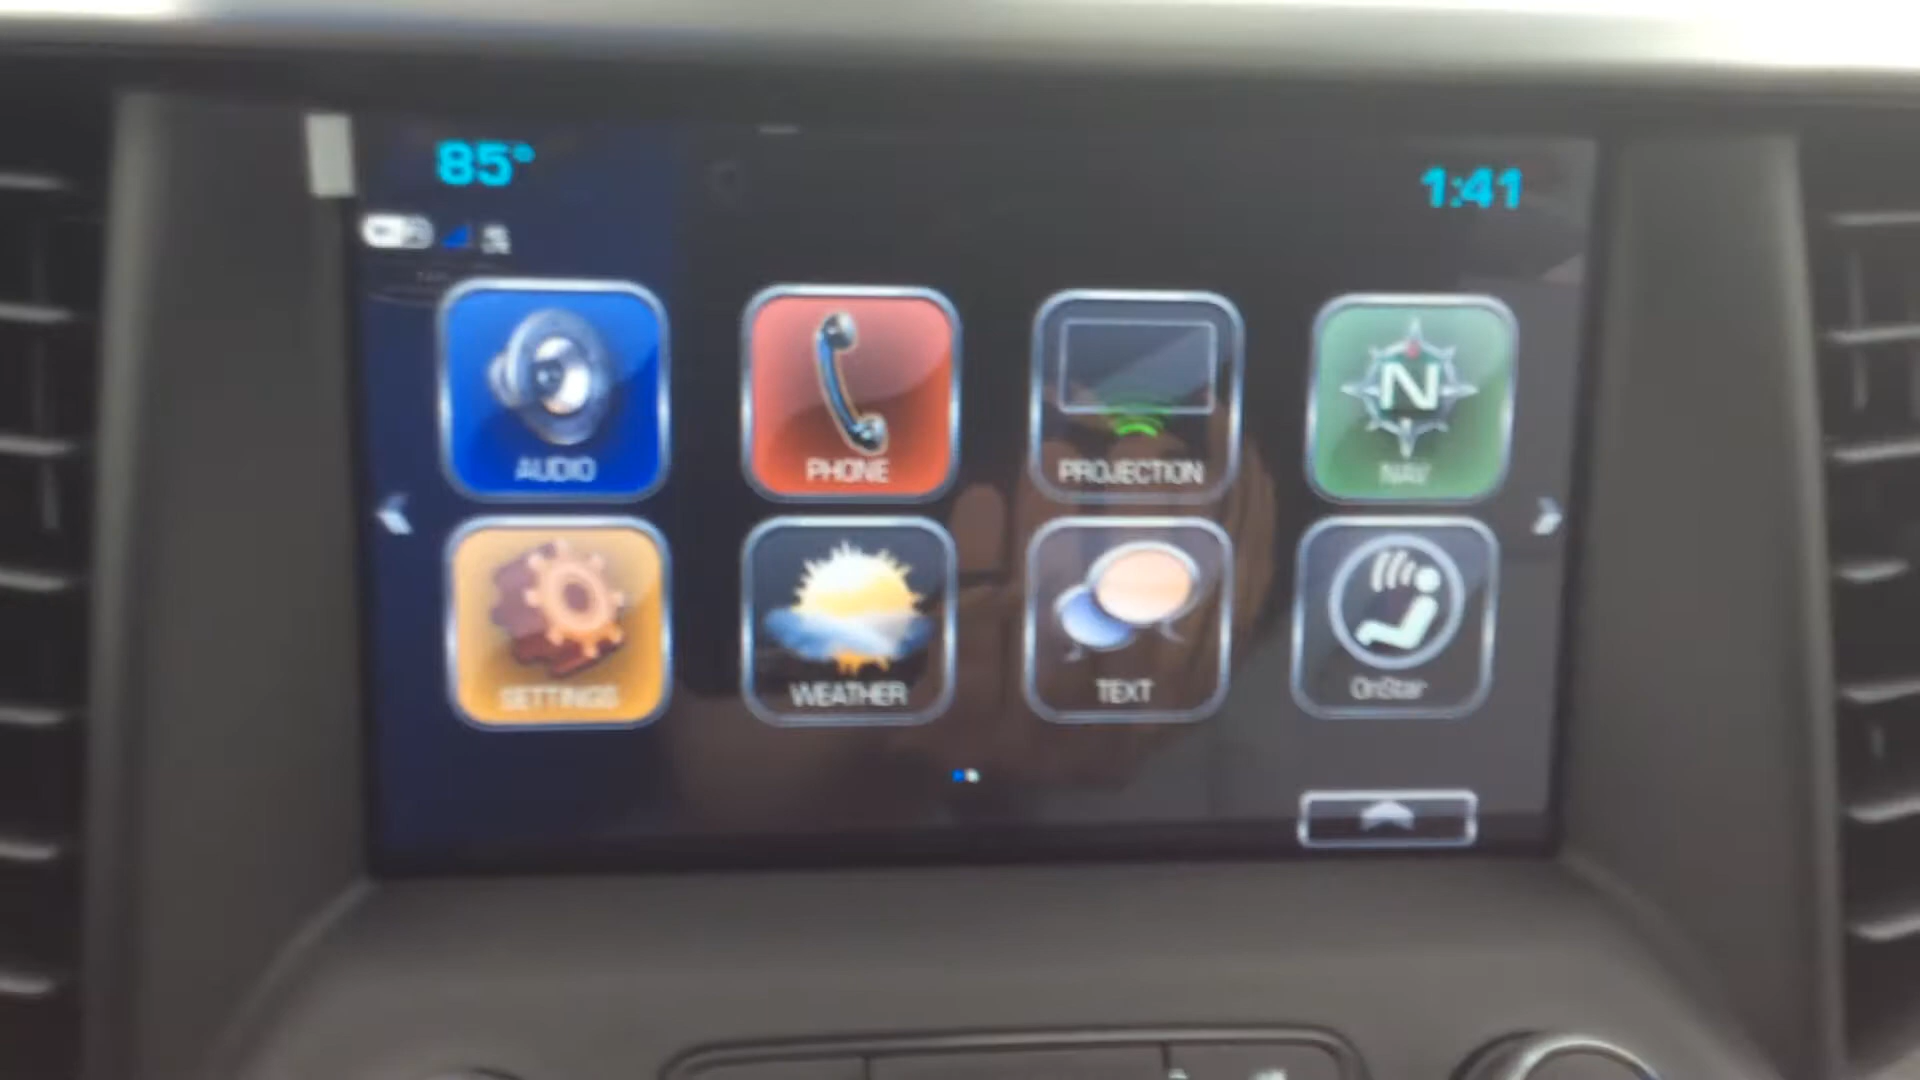 85°
1:41
AUDIO
PHONE
PROJECTION
N
NAV
SETTINGS
WEATHER
TEXT
OnStar